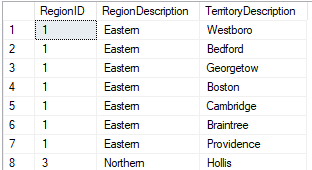 RegionID RegionDescription TerritoryDescription
1 1 Eastern Westboro
2 1 Eastern Bedford
3 1 Eastern Georgetow
4 1 Eastern Boston
5 1 Eastern Cambridge
6 1 Eastern Braintree
7 1 Eastern Providence
8 3 Northern Hollis